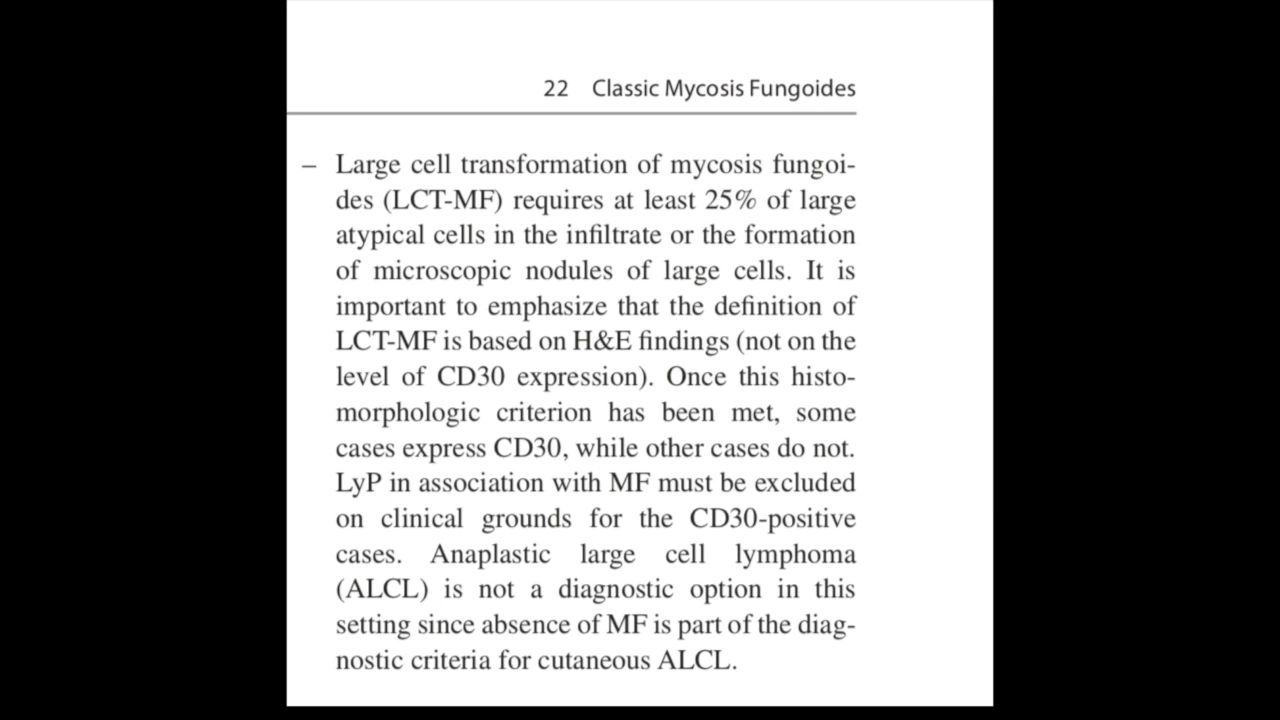 22 Classic Mycosis Fungoides
– Large cell transformation of mycosis fungoi-
des (LCT-MF) requires at least 25% of large
atypical cells in the infiltrate or the formation
of microscopic nodules of large cells. It is
important to emphasize that the definition of
LCT-MF is based on H&E findings (not on the
level of CD30 expression). Once this histo-
morphologic criterion has been met, some
cases express CD30, while other cases do not.
LyP in association with MF must be excluded
on clinical grounds for the CD30-positive
cases. Anaplastic large cell lymphoma
(ALCL) is not a diagnostic option in this
setting since absence of MF is part of the diag-
nostic criteria for cutaneous ALCL.